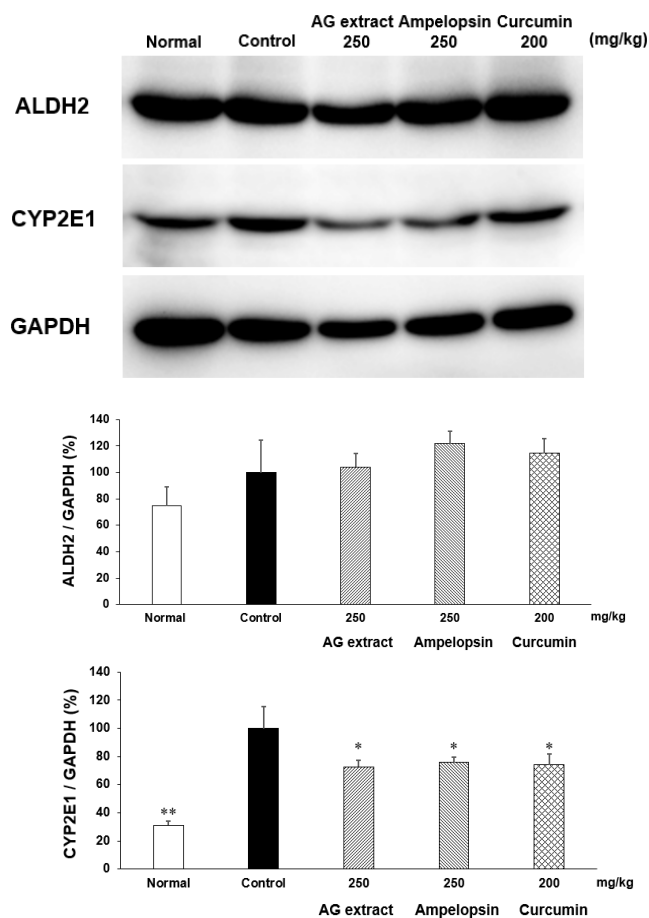 Normal Control AG extract 250 Ampelopsin 250 Curcumin 200 (mg/kg)
ALDH2
CYP2E1
GAPDH
ALDH2 / GAPDH (%)
140
120
100
80
60
40
20
0
Normal Control 250 250 200 mg/kg
AG extract Ampelopsin Curcumin
CYP2E1 / GAPDH (%)
140
120
100
80
60
40
20
0
** * * *
Normal Control 250 250 200 mg/kg
AG extract Ampelopsin Curcumin